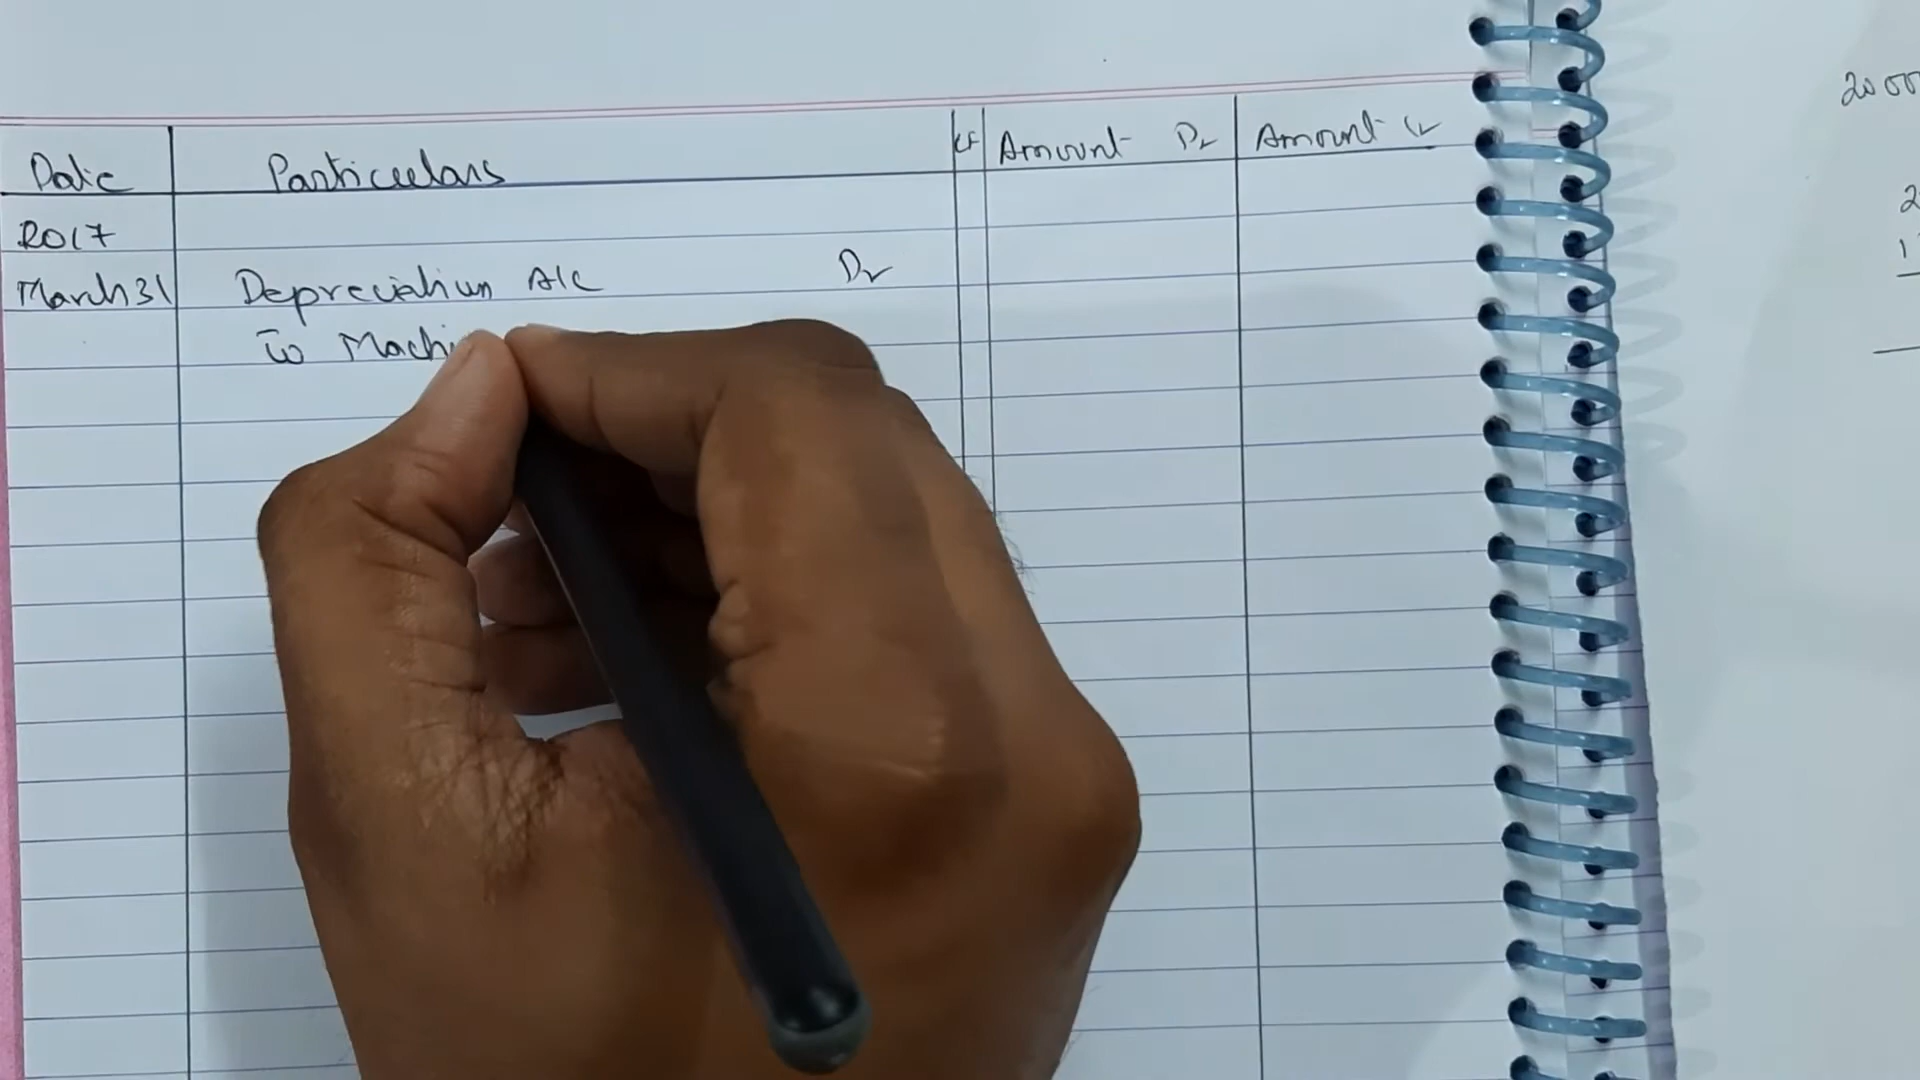 Date Particulars LF Amount Dr Amount Cr
2017
March 31 Depreciation A/c Dr
To Machi